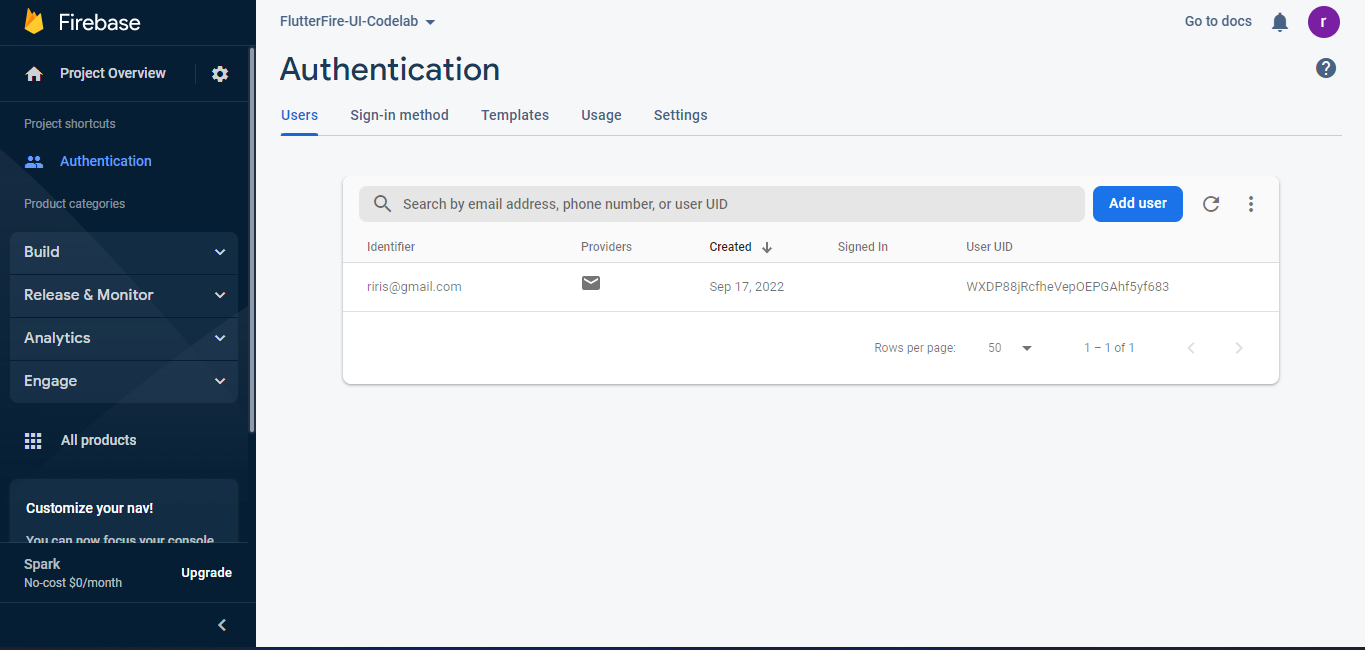 Firebase
Project Overview
Project shortcuts
Authentication
Product categories
Build
Release & Monitor
Analytics
Engage
All products
Customize your nav!
You can now focus your console
Spark
No-cost $0/month
Upgrade
FlutterFire-UI-Codelab
Go to docs
r
Authentication
?
Users Sign-in method Templates Usage Settings
Search by email address, phone number, or user UID
Add user
Identifier Providers Created Signed In User UID
riris@gmail.com Sep 17, 2022 WXDP88jRcfheVepOEPGAhf5yf683
Rows per page: 50 1 – 1 of 1